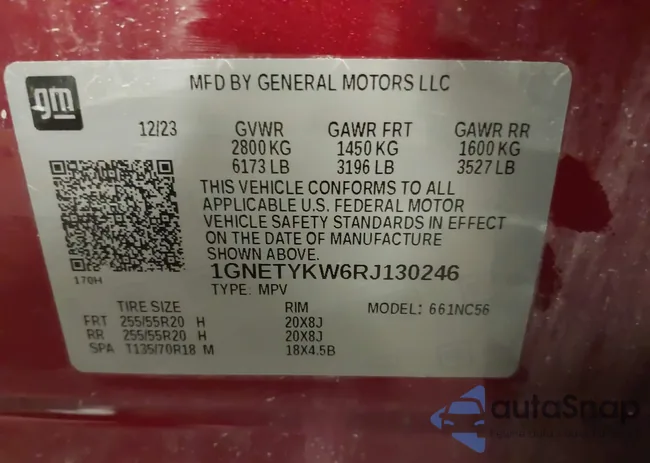 gm
MFD BY GENERAL MOTORS LLC
12/23 GVWR GAWR FRT GAWR RR
2800 KG 1450 KG 1600 KG
6173 LB 3196 LB 3527 LB
THIS VEHICLE CONFORMS TO ALL
APPLICABLE U.S. FEDERAL MOTOR
VEHICLE SAFETY STANDARDS IN EFFECT
ON THE DATE OF MANUFACTURE
SHOWN ABOVE.
170H
1GNETYKW6RJ130246
TYPE: MPV
TIRE SIZE RIM MODEL: 661NC56
FRT 255/55R20 H 20X8J
RR 255/55R20 H 20X8J
SPA T135/70R18 M 18X4.5B
autoSnap